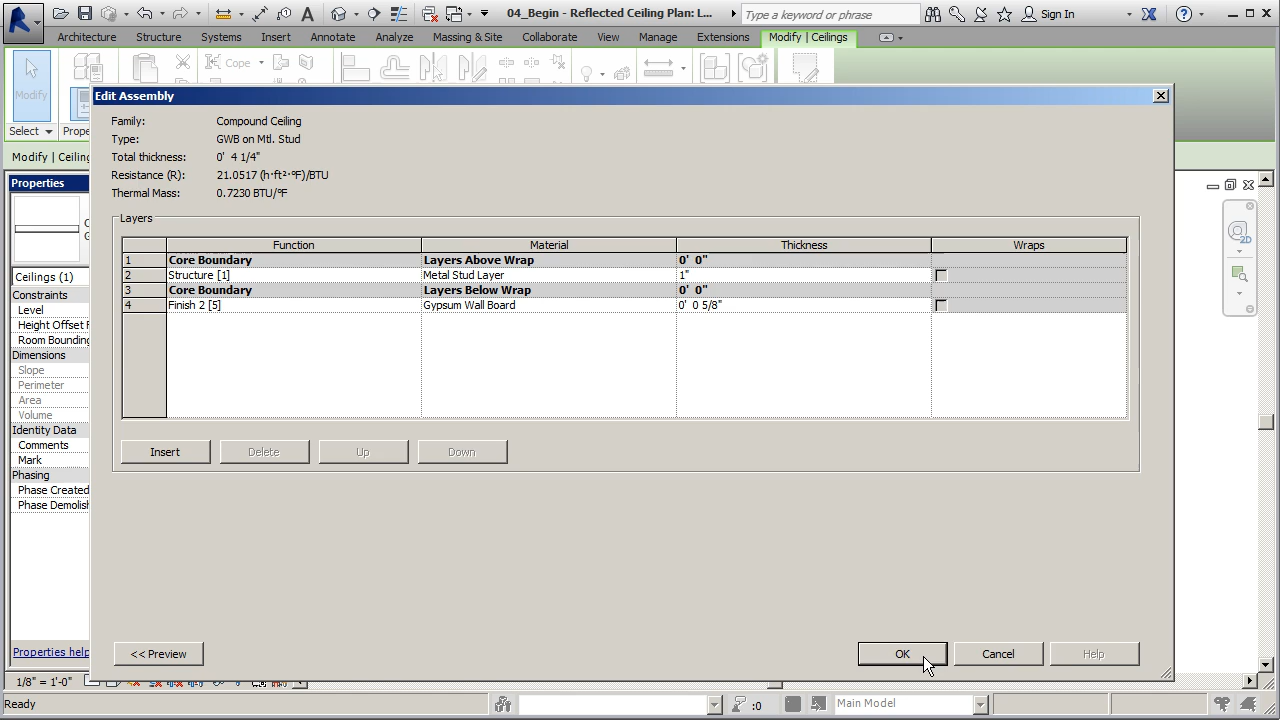 04_Begin - Reflected Ceiling Plan: L...
Type a keyword or phrase
Sign In
Architecture Structure Systems Insert Annotate Analyze Massing & Site Collaborate View Manage Extensions Modify | Ceilings
Modify
Cope
Select
Prope
Modify | Ceiling
Edit Assembly
Family: Compound Ceiling
Type: GWB on Mtl. Stud
Total thickness: 0' 4 1/4"
Resistance (R): 21.0517 (h·ft²·°F)/BTU
Thermal Mass: 0.7230 BTU/°F
Layers
Function Material Thickness Wraps
1 Core Boundary Layers Above Wrap 0' 0"
2 Structure [1] Metal Stud Layer 1"
3 Core Boundary Layers Below Wrap 0' 0"
4 Finish 2 [5] Gypsum Wall Board 0' 0 5/8"
Insert Delete Up Down
<< Preview OK Cancel Help
Properties
Ceilings (1)
Constraints
Level
Height Offset F
Room Bounding
Dimensions
Slope
Perimeter
Area
Volume
Identity Data
Comments
Mark
Phasing
Phase Created
Phase Demolish
Properties help
2D
1/8" = 1'-0"
Ready
:0
Main Model